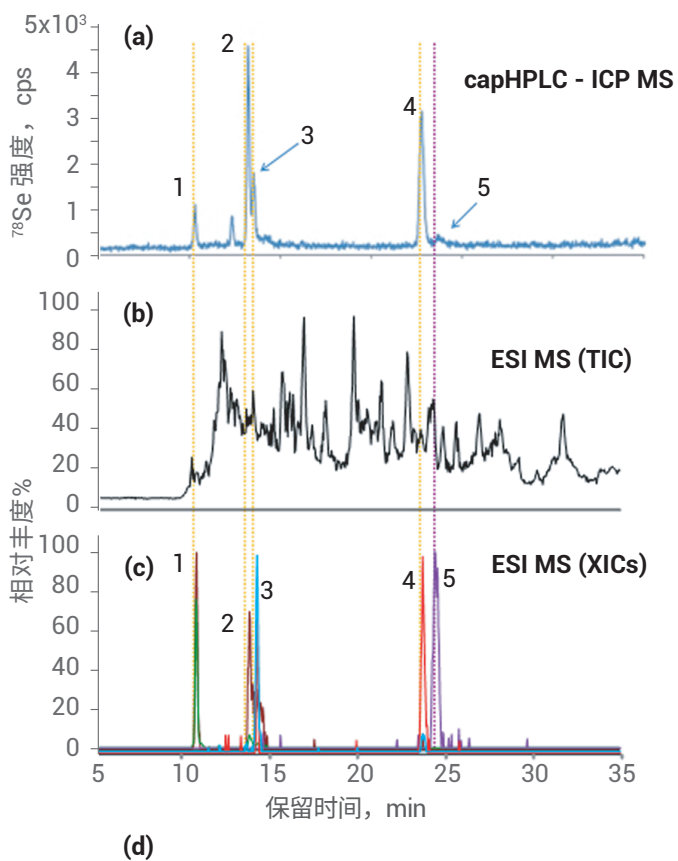 (a)
capHPLC - ICP MS
⁷⁸Se 强度，cps
5x10³
4
3
2
1
0
1
2
3
4
5
(b)
ESI MS (TIC)
100
80
60
40
20
0
相对丰度%
(c)
ESI MS (XICs)
100
80
60
40
20
0
1
2
3
4
5
5 10 15 20 25 30 35
保留时间，min
(d)